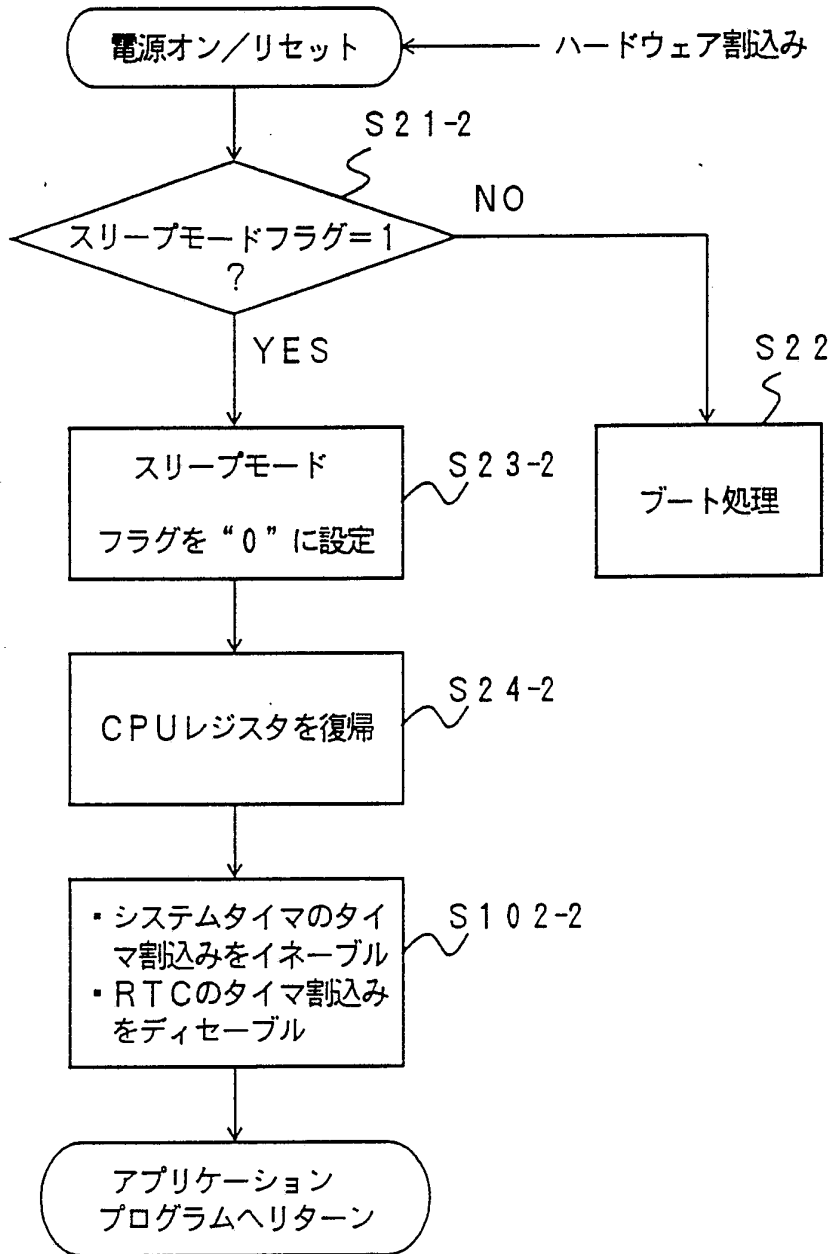 電源オン/リセット
ハードウェア割込み
S21-2
スリープモードフラグ=1
?
NO
YES
S22
ブート処理
スリープモード
フラグを“0”に設定
S23-2
CPUレジスタを復帰
S24-2
・システムタイマのタイ
マ割込みをイネーブル
・RTCのタイマ割込み
をディセーブル
S102-2
アプリケーション
プログラムへリターン